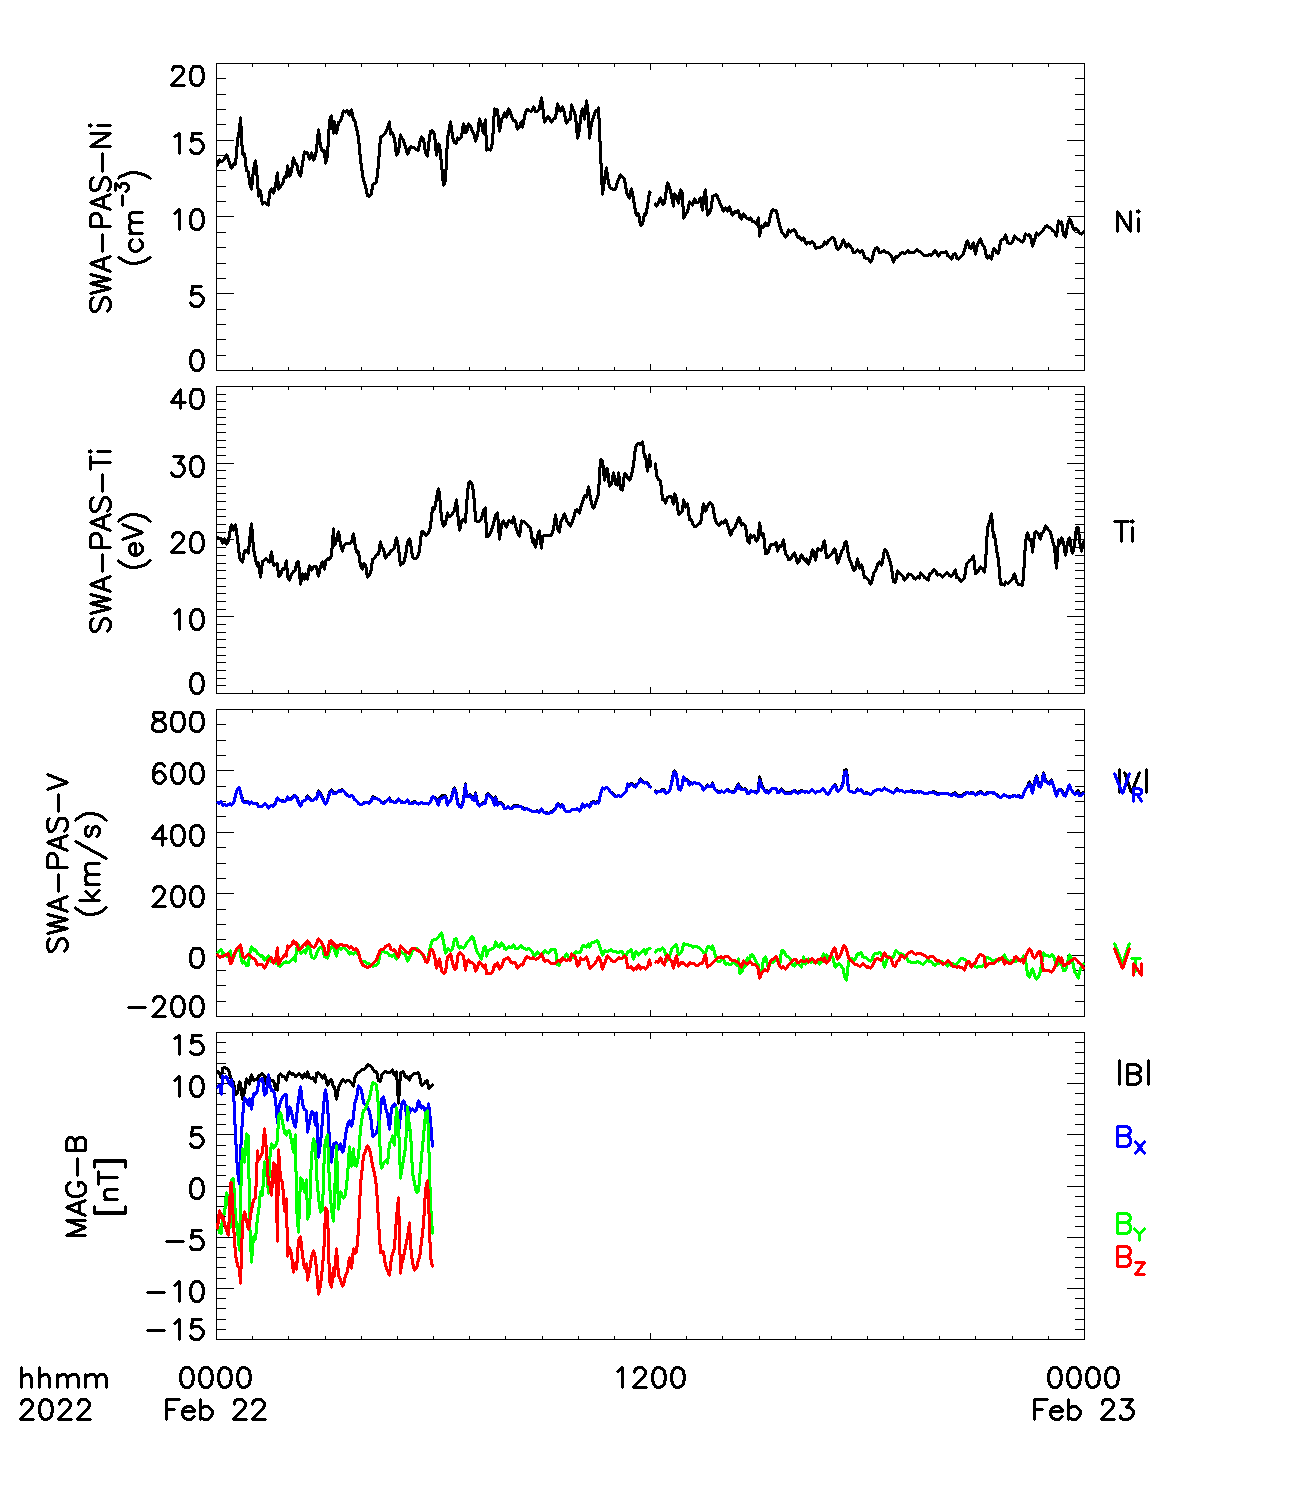 20
15
10
5
0
SWA-PAS-Ni
(cm⁻³)
Ni
40
30
20
10
0
SWA-PAS-Ti
(eV)
Ti
800
600
400
200
0
-200
SWA-PAS-V
(km/s)
|V|
V_R
V_T
V_N
15
10
5
0
-5
-10
-15
MAG-B
[nT]
|B|
B_X
B_Y
B_Z
hhmm 0000 1200 0000
2022 Feb 22 Feb 23